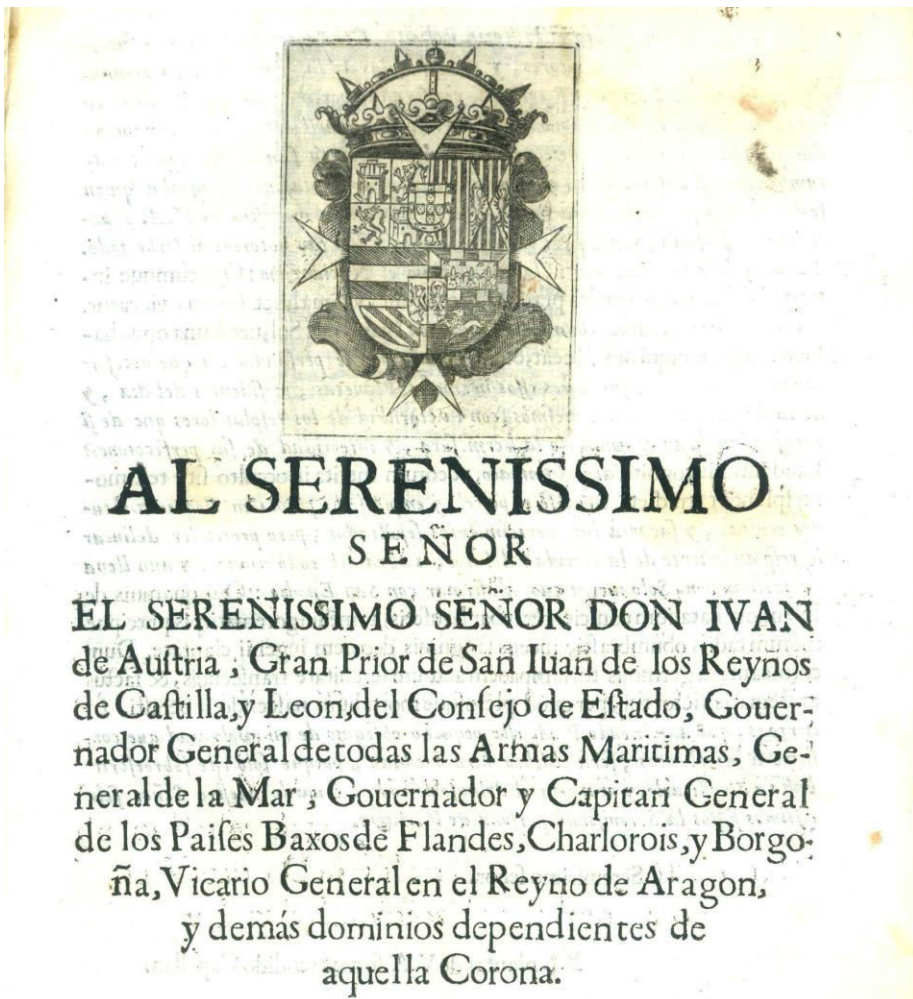 AL SERENISSIMO
SEÑOR
EL SERENISSIMO SEÑOR DON IVAN
de Auſtria, Gran Prior de San Iuan de los Reynos
de Caſtilla, y Leon, del Conſejo de Eſtado, Gouer-
nador General de todas las Armas Maritimas, Ge-
neral de la Mar, Gouernador y Capitan General
de los Paiſes Baxos de Flandes, Charlorois, y Borgo-
ña, Vicario General en el Reyno de Aragon,
y demás dominios dependientes de
aquella Corona.